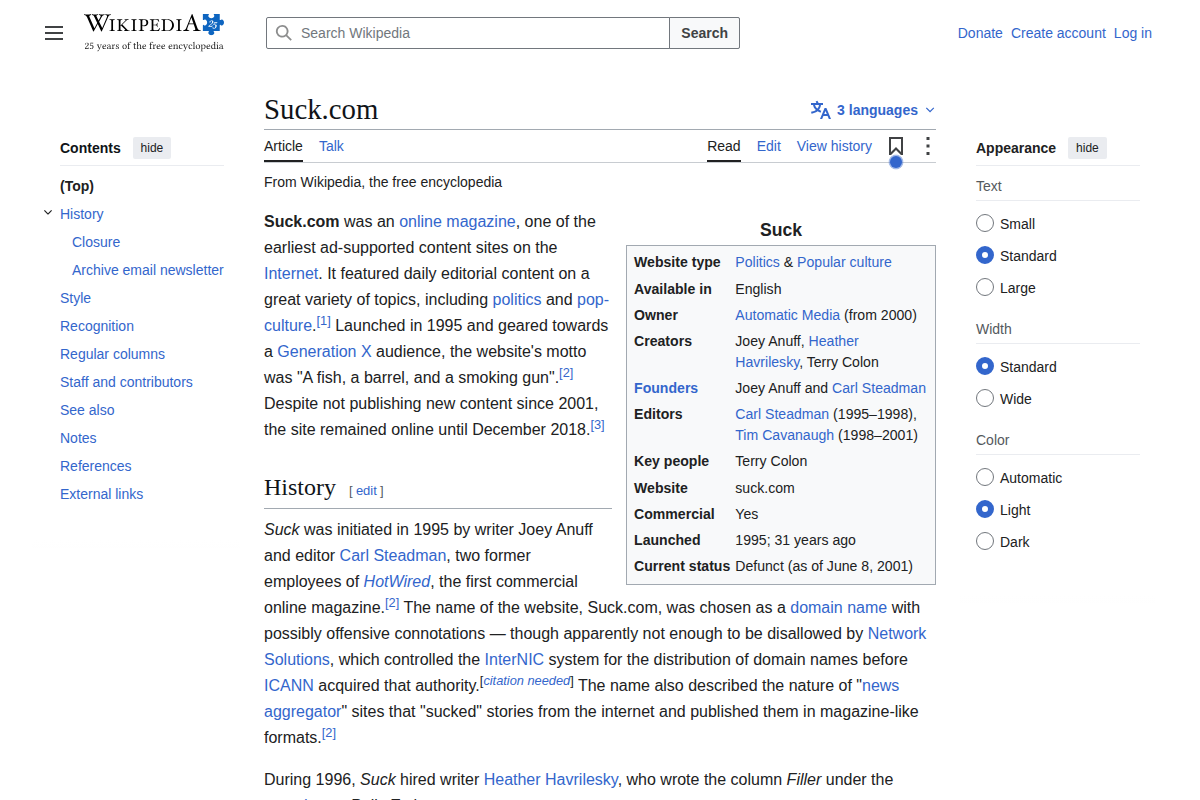 WIKIPEDIA 25
25 years of the free encyclopedia
Search Wikipedia
Search
Donate Create account Log in
Contents hide
(Top)
History
Closure
Archive email newsletter
Style
Recognition
Regular columns
Staff and contributors
See also
Notes
References
External links
Suck.com
3 languages
Article Talk
Read Edit View history
From Wikipedia, the free encyclopedia
Suck.com was an online magazine, one of the
earliest ad-supported content sites on the
Internet. It featured daily editorial content on a
great variety of topics, including politics and pop-
culture.[1] Launched in 1995 and geared towards
a Generation X audience, the website's motto
was "A fish, a barrel, and a smoking gun".[2]
Despite not publishing new content since 2001,
the site remained online until December 2018.[3]
Suck
Website type Politics & Popular culture
Available in English
Owner Automatic Media (from 2000)
Creators Joey Anuff, Heather
Havrilesky, Terry Colon
Founders Joey Anuff and Carl Steadman
Editors Carl Steadman (1995–1998),
Tim Cavanaugh (1998–2001)
Key people Terry Colon
Website suck.com
Commercial Yes
Launched 1995; 31 years ago
Current status Defunct (as of June 8, 2001)
History [ edit ]
Suck was initiated in 1995 by writer Joey Anuff
and editor Carl Steadman, two former
employees of HotWired, the first commercial
online magazine.[2] The name of the website, Suck.com, was chosen as a domain name with
possibly offensive connotations — though apparently not enough to be disallowed by Network
Solutions, which controlled the InterNIC system for the distribution of domain names before
ICANN acquired that authority.[citation needed] The name also described the nature of "news
aggregator" sites that "sucked" stories from the internet and published them in magazine-like
formats.[2]
During 1996, Suck hired writer Heather Havrilesky, who wrote the column Filler under the
Appearance hide
Text
Small
Standard
Large
Width
Standard
Wide
Color
Automatic
Light
Dark